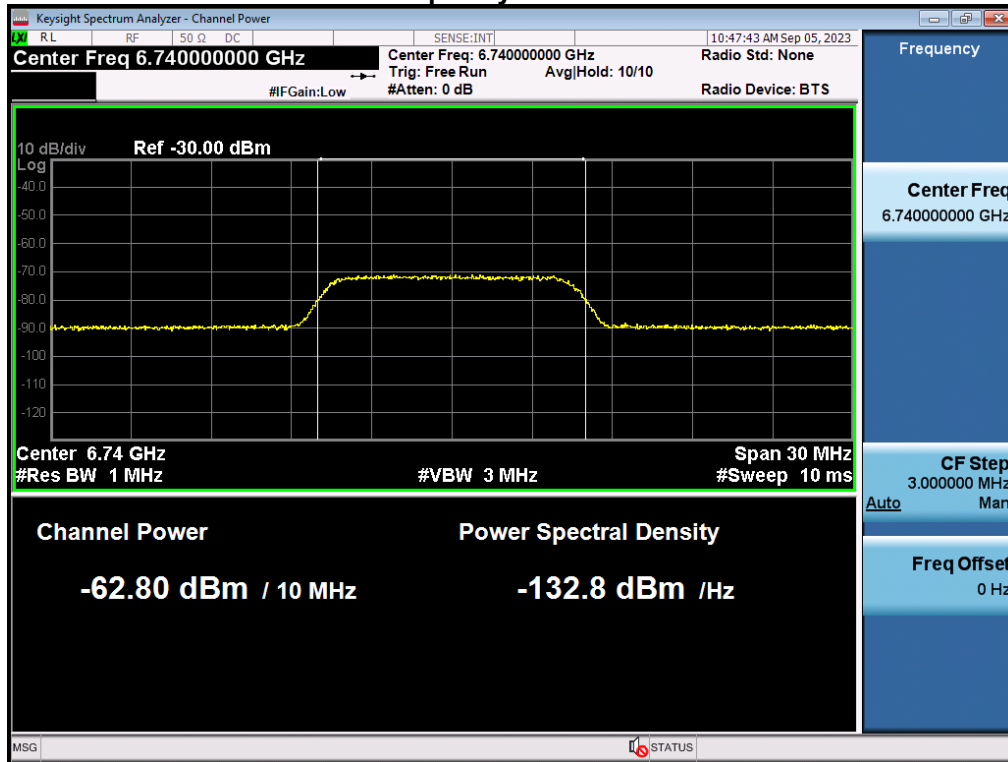 Keysight Spectrum Analyzer - Channel Power
LXI RL RF 50 Ω DC SENSE:INT 10:47:43 AM Sep 05, 2023
Center Freq 6.740000000 GHz
Center Freq: 6.740000000 GHz
Radio Std: None
Trig: Free Run Avg|Hold: 10/10
#IFGain:Low
#Atten: 0 dB
Radio Device: BTS
10 dB/div Ref -30.00 dBm
Log
-40.0
-50.0
-60.0
-70.0
-80.0
-90.0
-100
-110
-120
Center 6.74 GHz Span 30 MHz
#Res BW 1 MHz #VBW 3 MHz #Sweep 10 ms
Channel Power Power Spectral Density
-62.80 dBm / 10 MHz -132.8 dBm /Hz
Frequency
Center Freq
6.740000000 GHz
CF Step
3.000000 MHz
Auto Man
Freq Offset
0 Hz
MSG STATUS